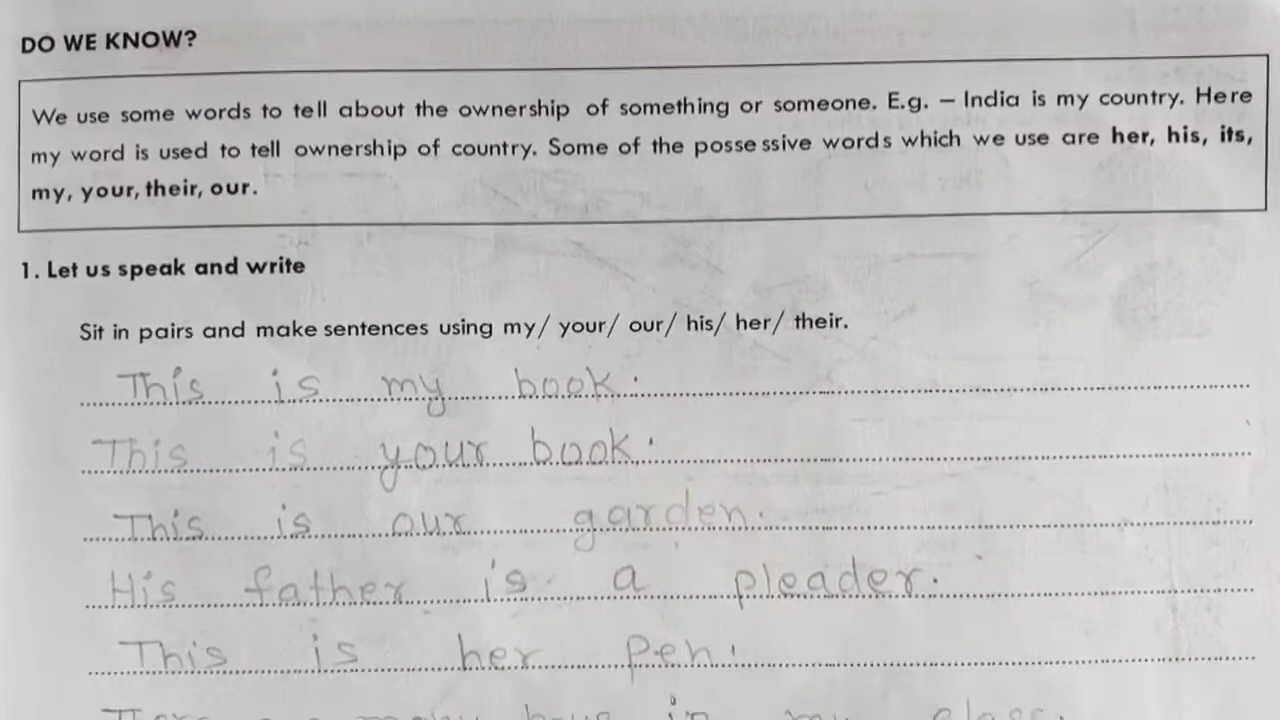 DO WE KNOW?
We use some words to tell about the ownership of something or someone. E.g. – India is my country. Here
my word is used to tell ownership of country. Some of the possessive words which we use are her, his, its,
my, your, their, our.
1. Let us speak and write
Sit in pairs and make sentences using my/ your/ our/ his/ her/ their.
This is my book.
This is your book.
This is our garden.
His father is a pleader.
This is her pen.
in my class.